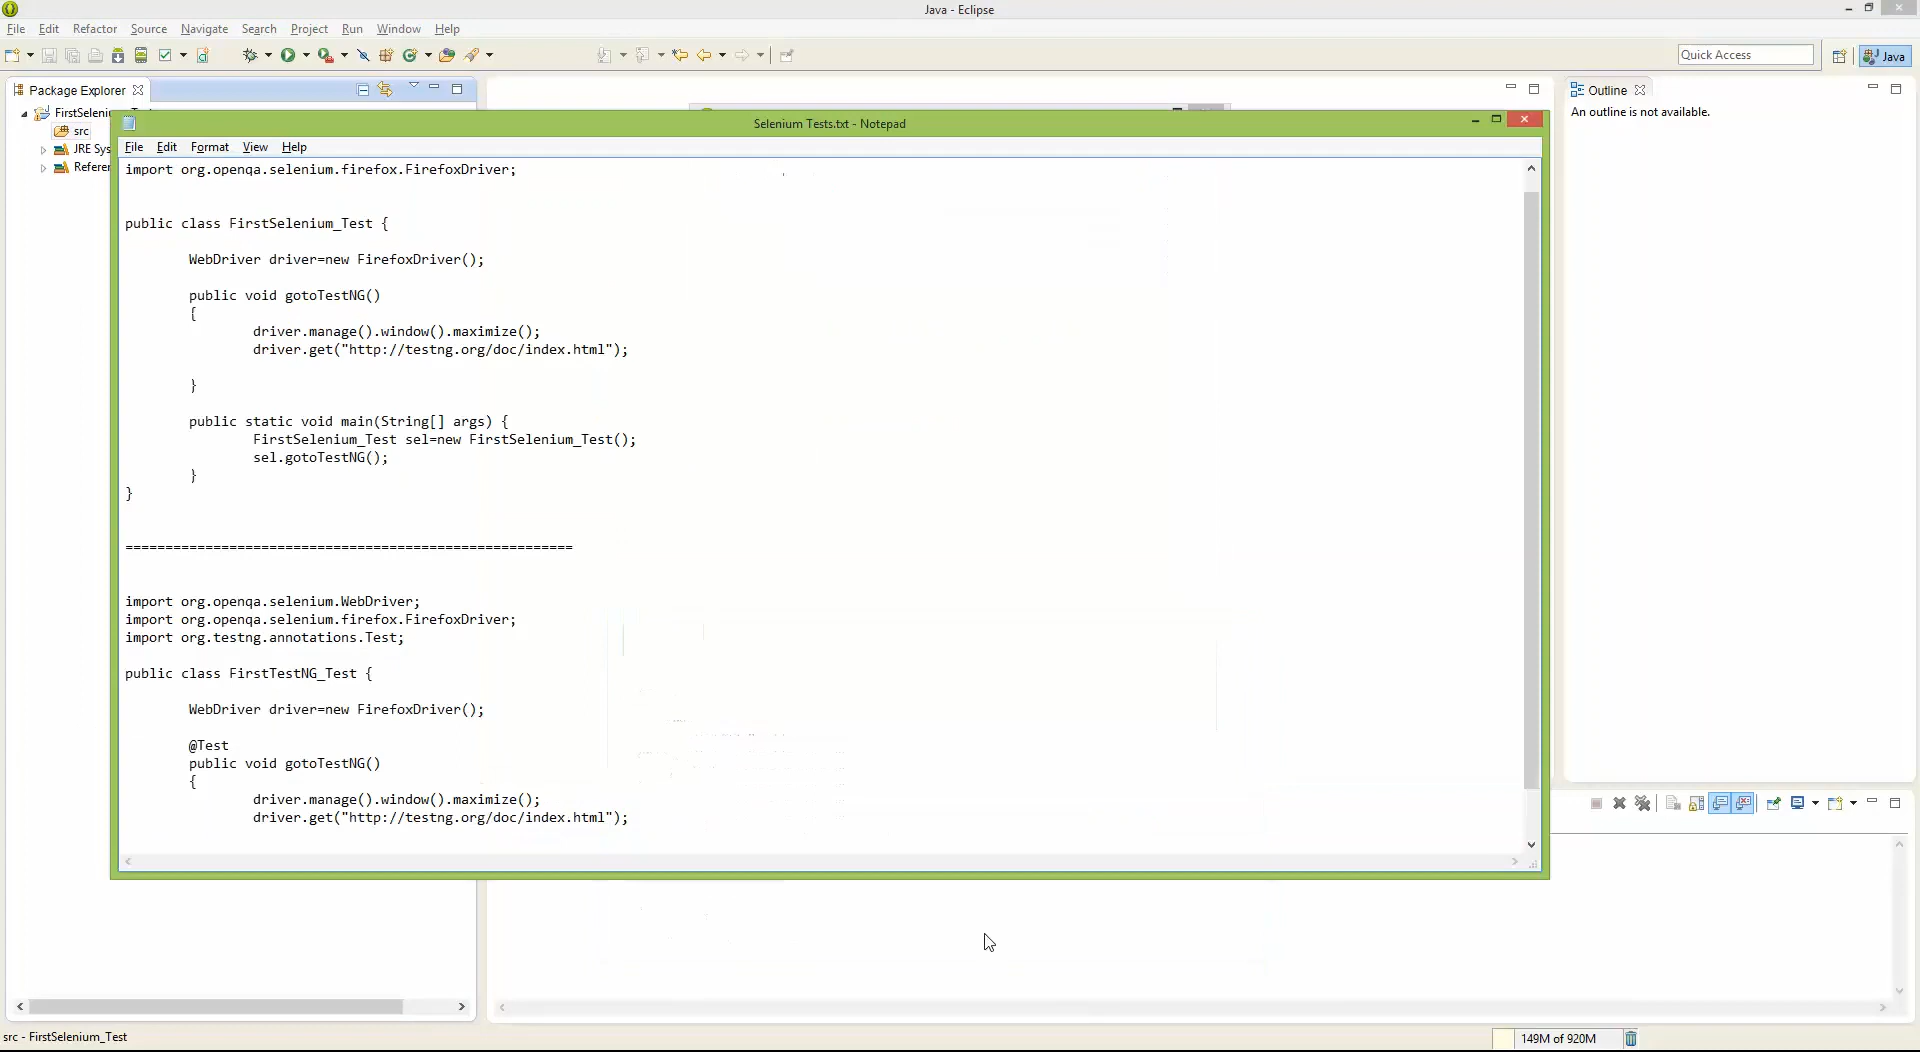 Java - Eclipse
File Edit Refactor Source Navigate Search Project Run Window Help
Quick Access
Java
Package Explorer
Outline
An outline is not available.
FirstSeleni
src
JRE Sys
Referer
Selenium Tests.txt - Notepad
File Edit Format View Help
import org.openqa.selenium.firefox.FirefoxDriver;
public class FirstSelenium_Test {
WebDriver driver=new FirefoxDriver();
public void gotoTestNG()
{
driver.manage().window().maximize();
driver.get("http://testng.org/doc/index.html");
}
public static void main(String[] args) {
FirstSelenium_Test sel=new FirstSelenium_Test();
sel.gotoTestNG();
}
}
========================================================
import org.openqa.selenium.WebDriver;
import org.openqa.selenium.firefox.FirefoxDriver;
import org.testng.annotations.Test;
public class FirstTestNG_Test {
WebDriver driver=new FirefoxDriver();
@Test
public void gotoTestNG()
{
driver.manage().window().maximize();
driver.get("http://testng.org/doc/index.html");
src - FirstSelenium_Test
149M of 920M